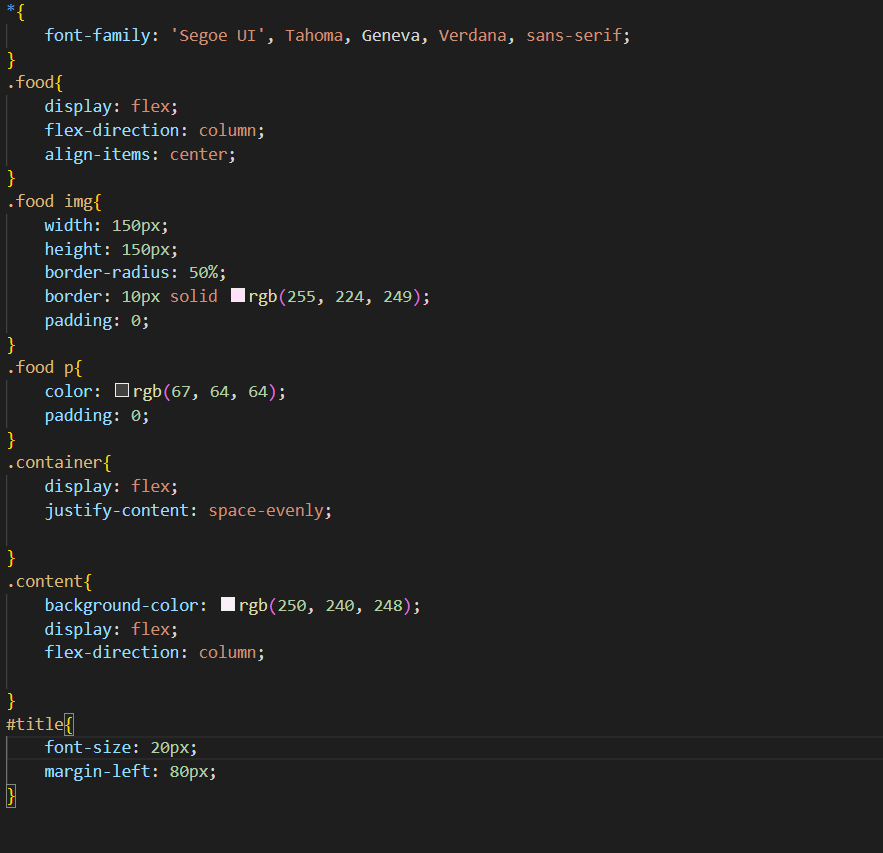 *{
    font-family: 'Segoe UI', Tahoma, Geneva, Verdana, sans-serif;
}
.food{
    display: flex;
    flex-direction: column;
    align-items: center;
}
.food img{
    width: 150px;
    height: 150px;
    border-radius: 50%;
    border: 10px solid rgb(255, 224, 249);
    padding: 0;
}
.food p{
    color: rgb(67, 64, 64);
    padding: 0;
}
.container{
    display: flex;
    justify-content: space-evenly;

}
.content{
    background-color: rgb(250, 240, 248);
    display: flex;
    flex-direction: column;

}
#title{
    font-size: 20px;
    margin-left: 80px;
}